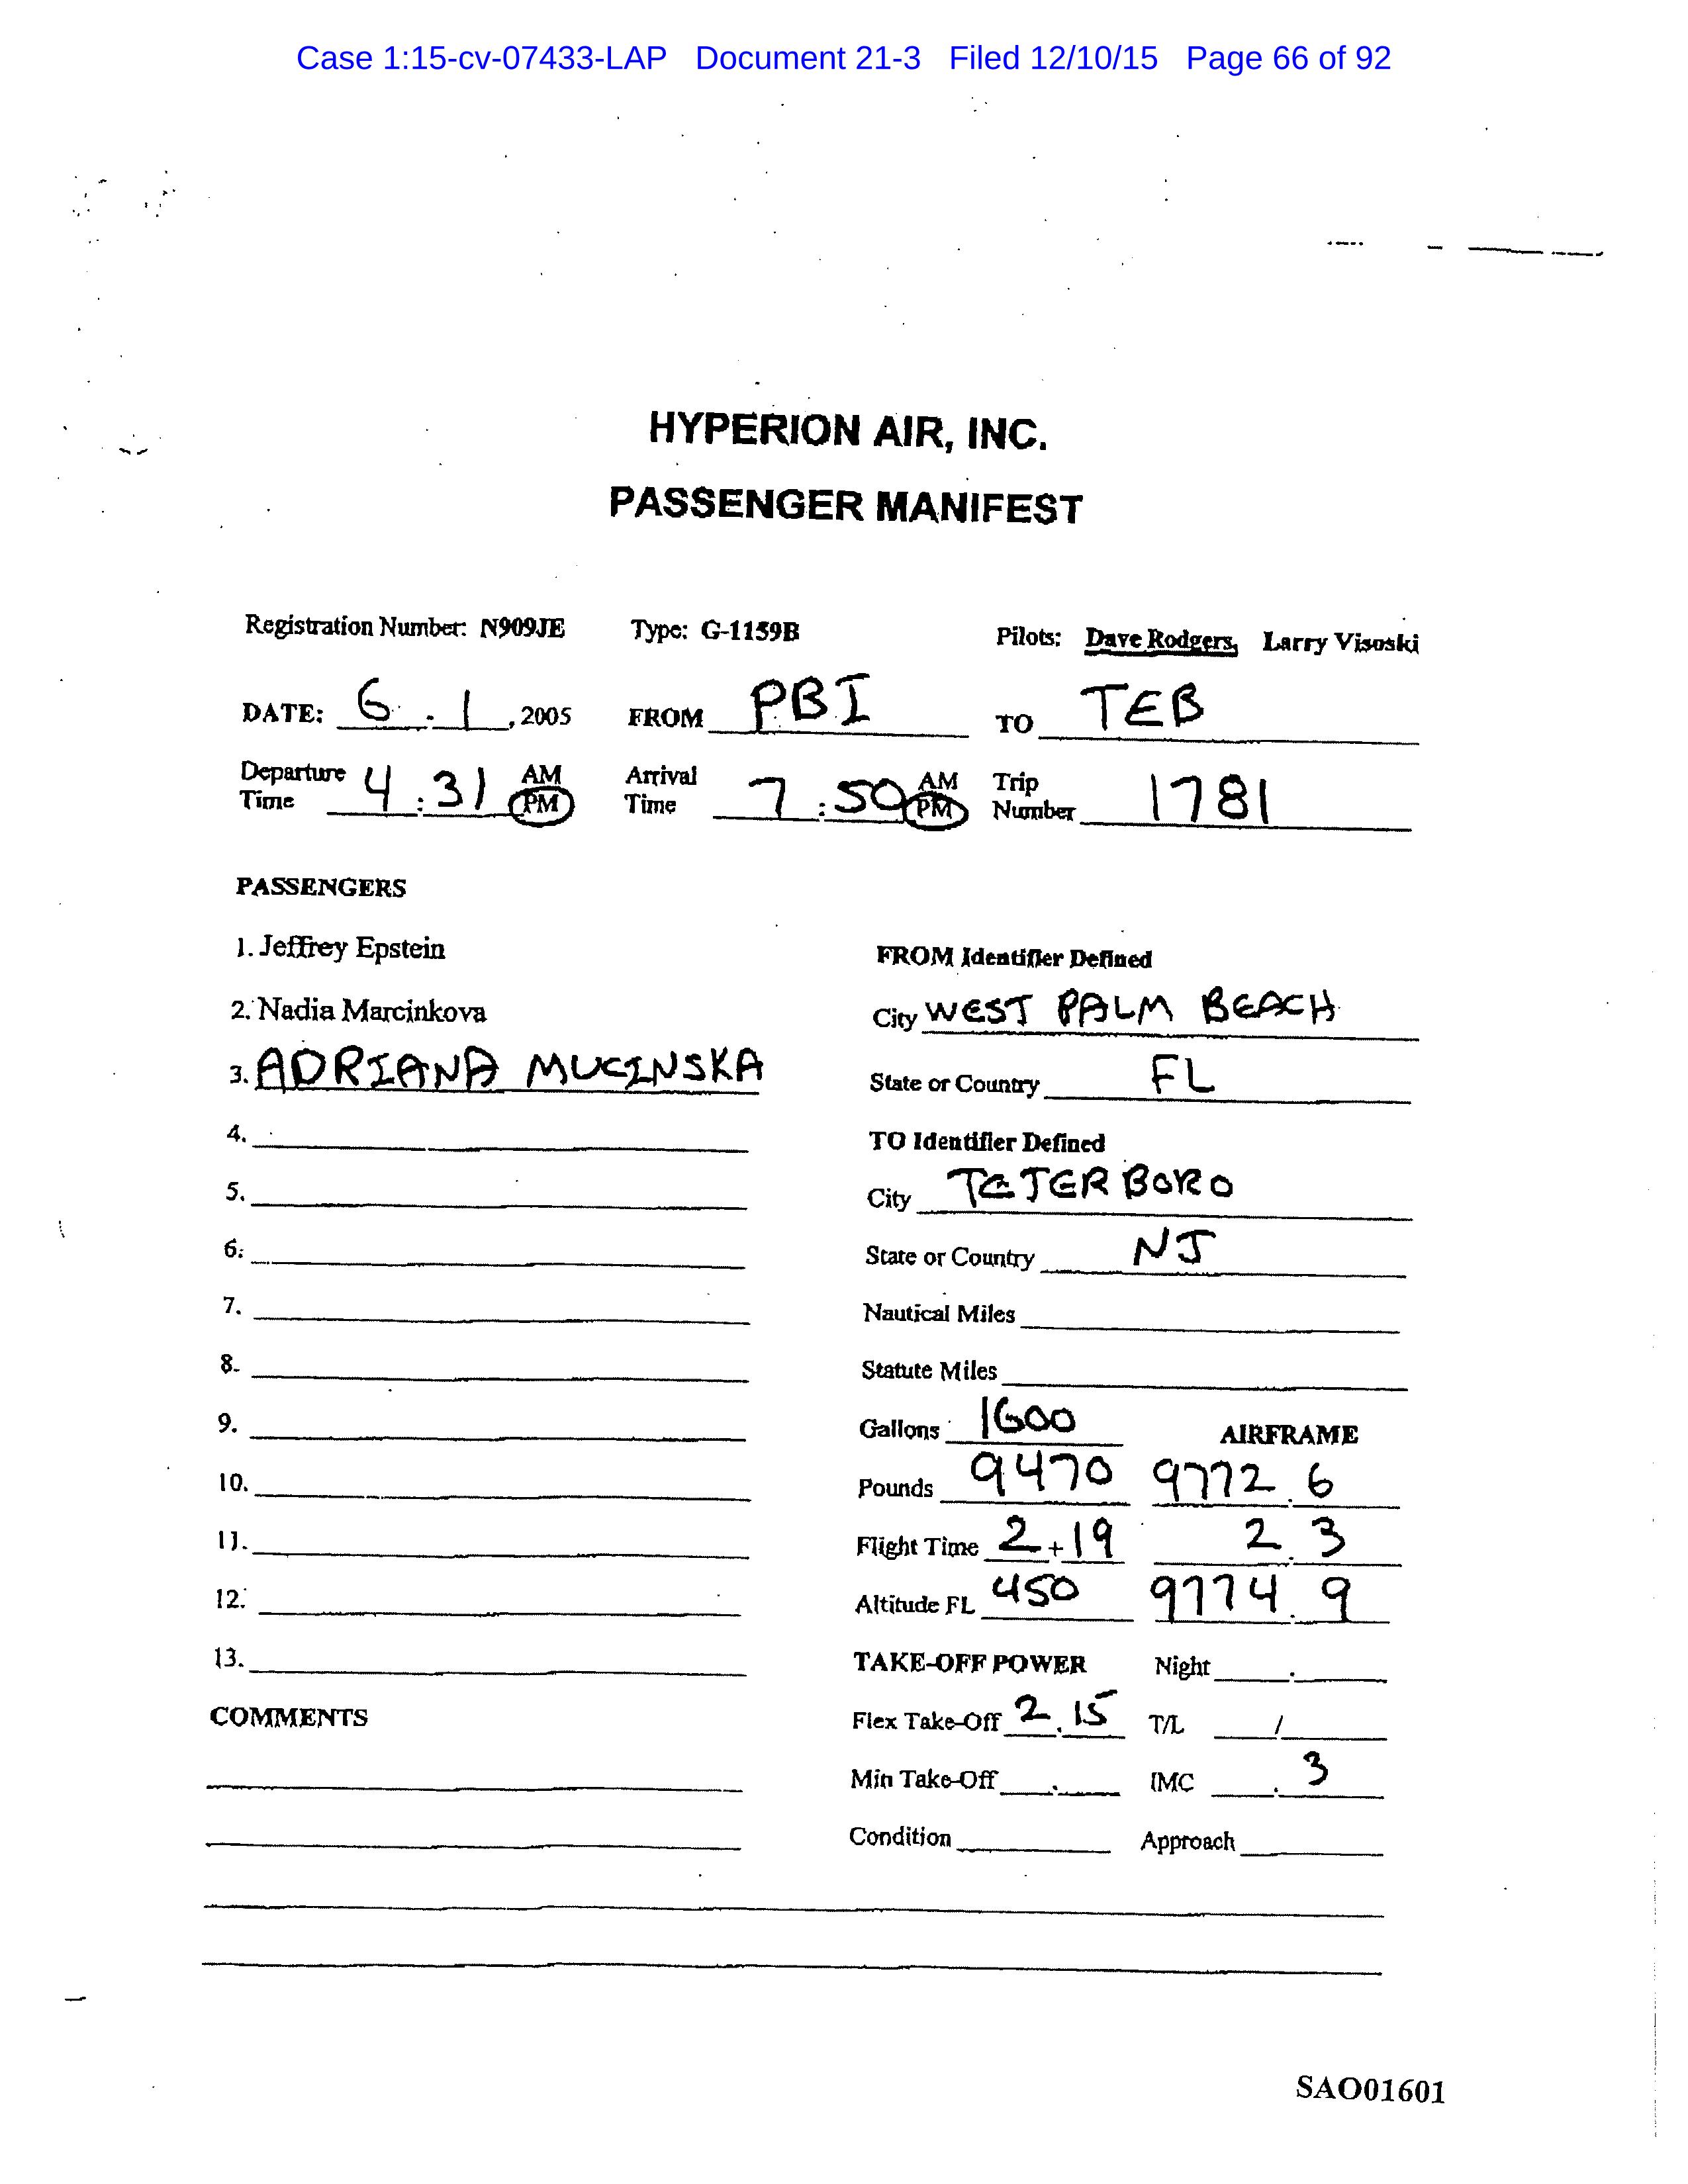 Case 1:15-cv-07433-LAP Document 21-3 Filed 12/10/15 Page 66 of 92
HYPERION AIR, INC.
PASSENGER MANIFEST
Registration Number: N909JE Type: G-1159B Pilots: Dave Rodgers, Larry Visoski
DATE: 6 . 1 , 2005 FROM PBI TO TEB
Departure Time 4 : 31 AM PM Arrival Time 7 : 50 AM PM Trip Number 1781
PASSENGERS
1. Jeffrey Epstein
2. Nadia Marcinkova
3. ADRIANA MUCINSKA
4.
5.
6.
7.
8.
9.
10.
11.
12.
13.
COMMENTS
FROM Identifier Defined
City WEST PALM BEACH
State or Country FL
TO Identifier Defined
City TETERBORO
State or Country NJ
Nautical Miles
Statute Miles
Gallons 1600 AIRFRAME
Pounds 9470 9772.6
Flight Time 2+19 2.3
Altitude FL 450 9774.9
TAKE-OFF POWER Night .
Flex Take-Off 2.15 T/L /
Min Take-Off . IMC .3
Condition Approach
SAO01601